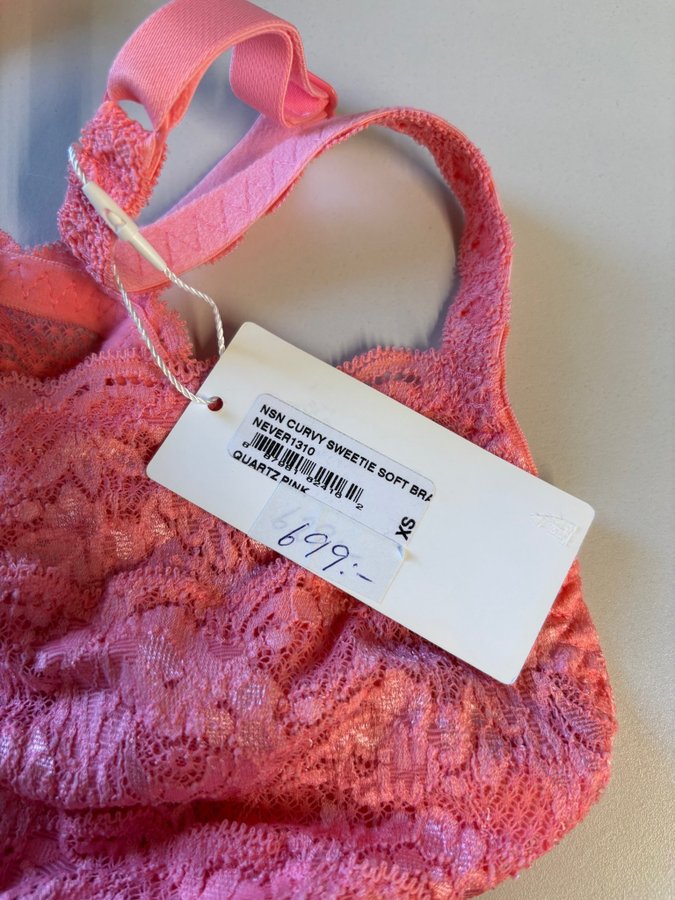 NSN CURVY SWEETIE SOFT BRA
NEVER1310
QUARTZ PINK
XS
699:-